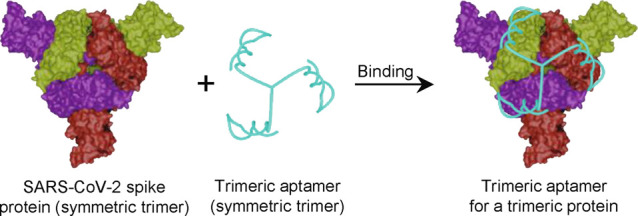 +
Binding
SARS-CoV-2 spike
protein (symmetric trimer)
Trimeric aptamer
(symmetric trimer)
Trimeric aptamer
for a trimeric protein